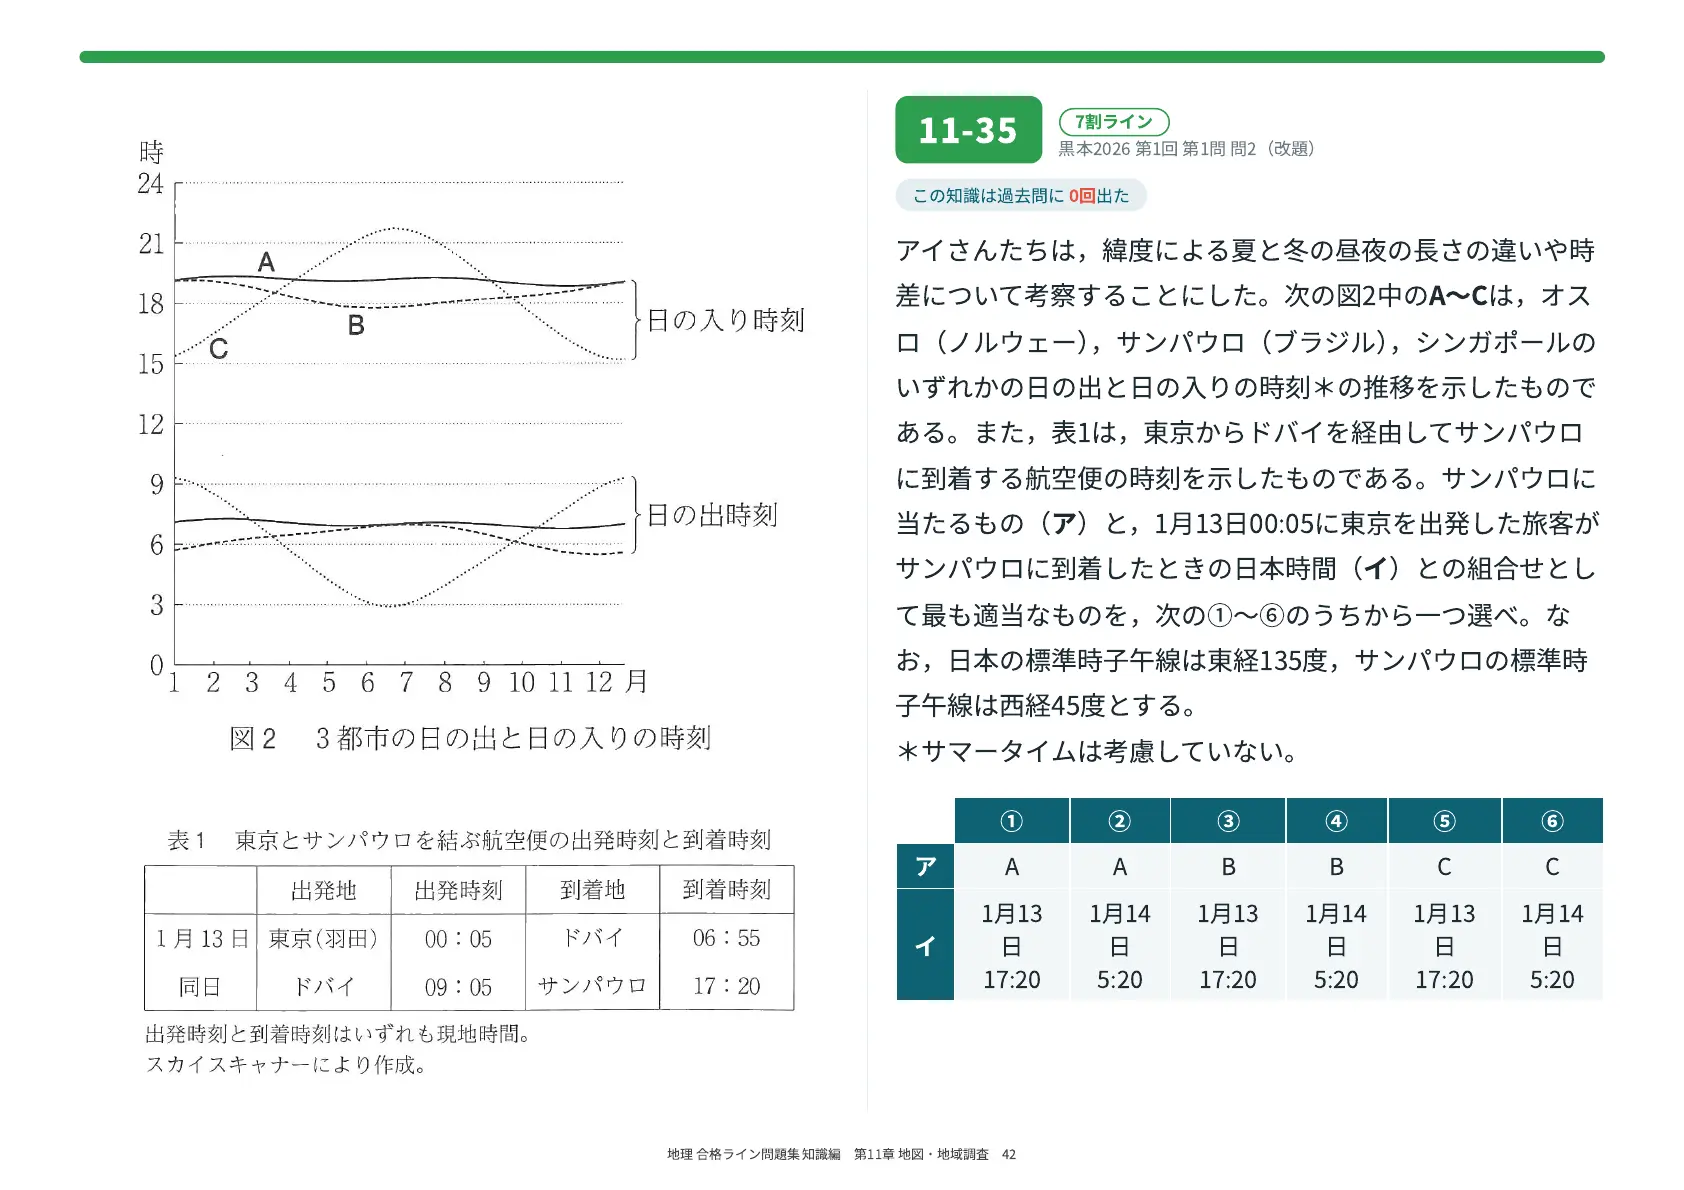 時
24
21
18
15
12
9
6
3
0
A
B
C
日の入り時刻
日の出時刻
1 2 3 4 5 6 7 8 9 10 11 12 月
図2 3都市の日の出と日の入りの時刻
表1 東京とサンパウロを結ぶ航空便の出発時刻と到着時刻
出発地 出発時刻 到着地 到着時刻
1月13日 東京(羽田) 00:05 ドバイ 06:55
同日 ドバイ 09:05 サンパウロ 17:20
出発時刻と到着時刻はいずれも現地時間。
スカイスキャナーにより作成。
11-35
7割ライン
黒本2026 第1回 第1問 問2（改題）
この知識は過去問に 0回出た
アイさんたちは，緯度による夏と冬の昼夜の長さの違いや時
差について考察することにした。次の図2中のA〜Cは，オス
ロ（ノルウェー），サンパウロ（ブラジル），シンガポールの
いずれかの日の出と日の入りの時刻＊の推移を示したもので
ある。また，表1は，東京からドバイを経由してサンパウロ
に到着する航空便の時刻を示したものである。サンパウロに
当たるもの（ア）と，1月13日00:05に東京を出発した旅客が
サンパウロに到着したときの日本時間（イ）との組合せとし
て最も適当なものを，次の①〜⑥のうちから一つ選べ。な
お，日本の標準時子午線は東経135度，サンパウロの標準時
子午線は西経45度とする。
＊サマータイムは考慮していない。
① ② ③ ④ ⑤ ⑥
ア A A B B C C
イ
1月13 1月14 1月13 1月14 1月13 1月14
日 日 日 日 日 日
17:20 5:20 17:20 5:20 17:20 5:20
地理 合格ライン問題集 知識編 第11章 地図・地域調査 42